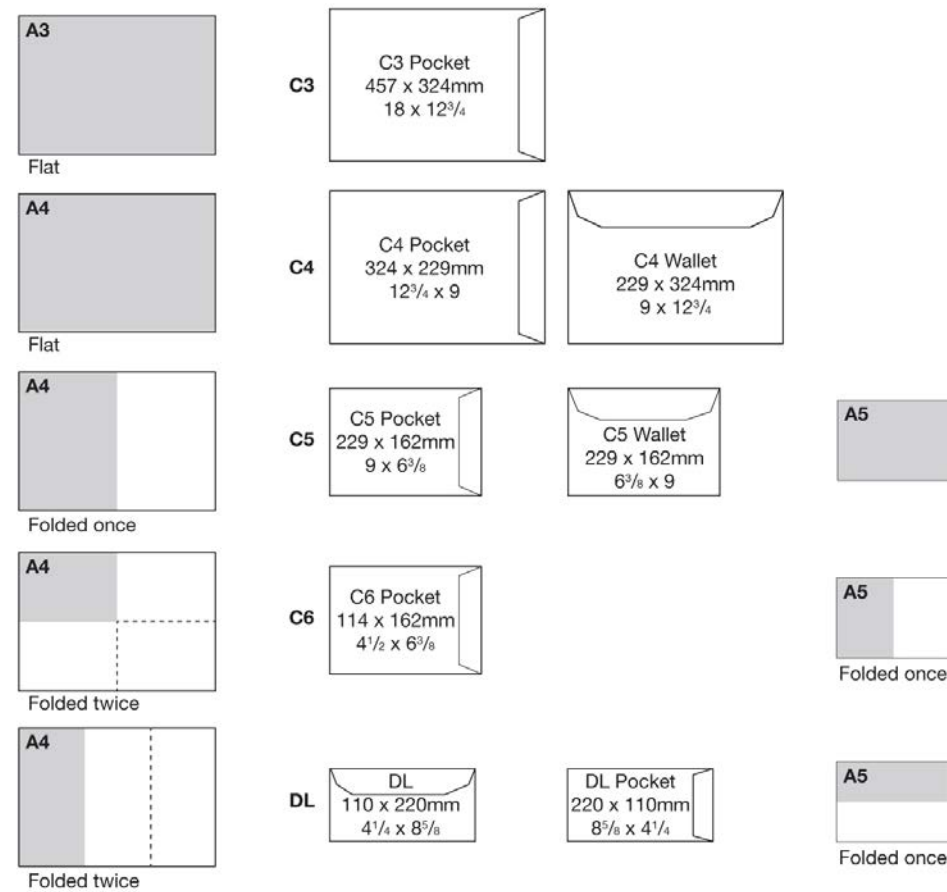 A3
Flat
C3
C3 Pocket
457 x 324mm
18 x 12³/₄
A4
Flat
C4
C4 Pocket
324 x 229mm
12³/₄ x 9
C4 Wallet
229 x 324mm
9 x 12³/₄
A4
Folded once
C5
C5 Pocket
229 x 162mm
9 x 6³/₈
C5 Wallet
229 x 162mm
6³/₈ x 9
A5
A4
Folded twice
C6
C6 Pocket
114 x 162mm
4¹/₂ x 6³/₈
A5
Folded once
A4
Folded twice
DL
DL
110 x 220mm
4¹/₄ x 8⁵/₈
DL Pocket
220 x 110mm
8⁵/₈ x 4¹/₄
A5
Folded once